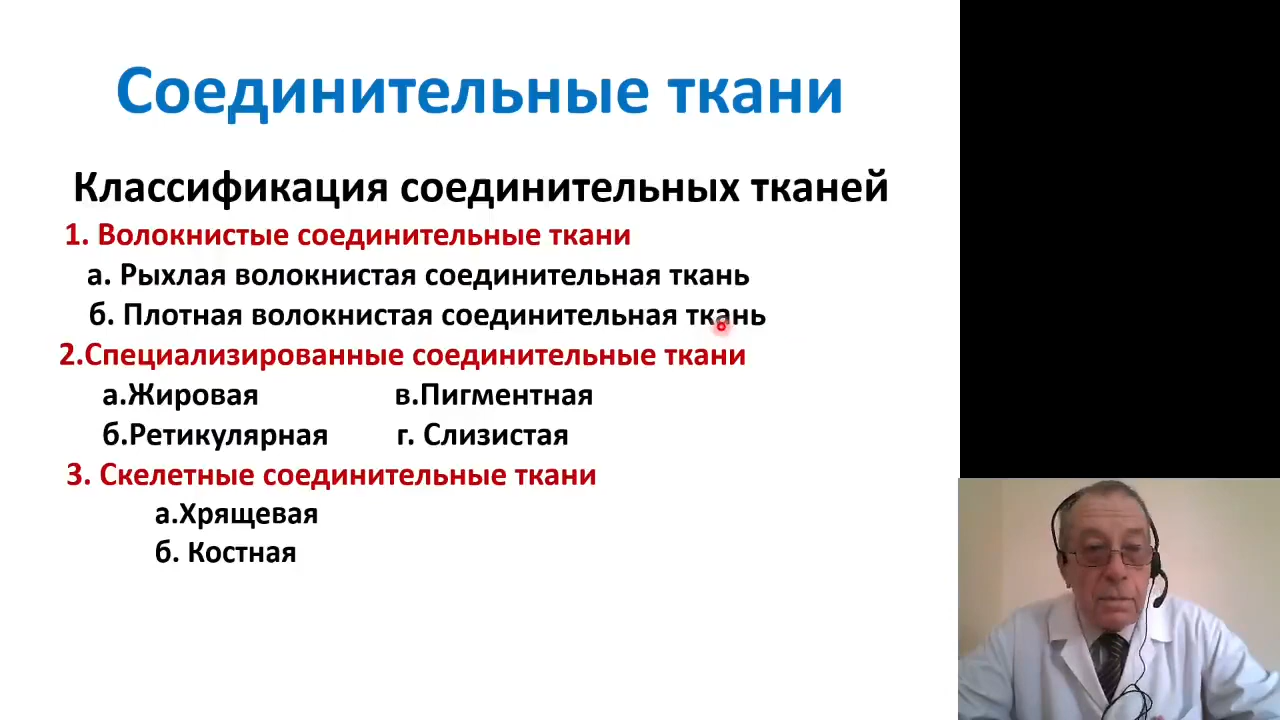 Соединительные ткани
Классификация соединительных тканей
1. Волокнистые соединительные ткани
а. Рыхлая волокнистая соединительная ткань
б. Плотная волокнистая соединительная ткань
2.Специализированные соединительные ткани
а.Жировая в.Пигментная
б.Ретикулярная г. Слизистая
3. Скелетные соединительные ткани
а.Хрящевая
б. Костная